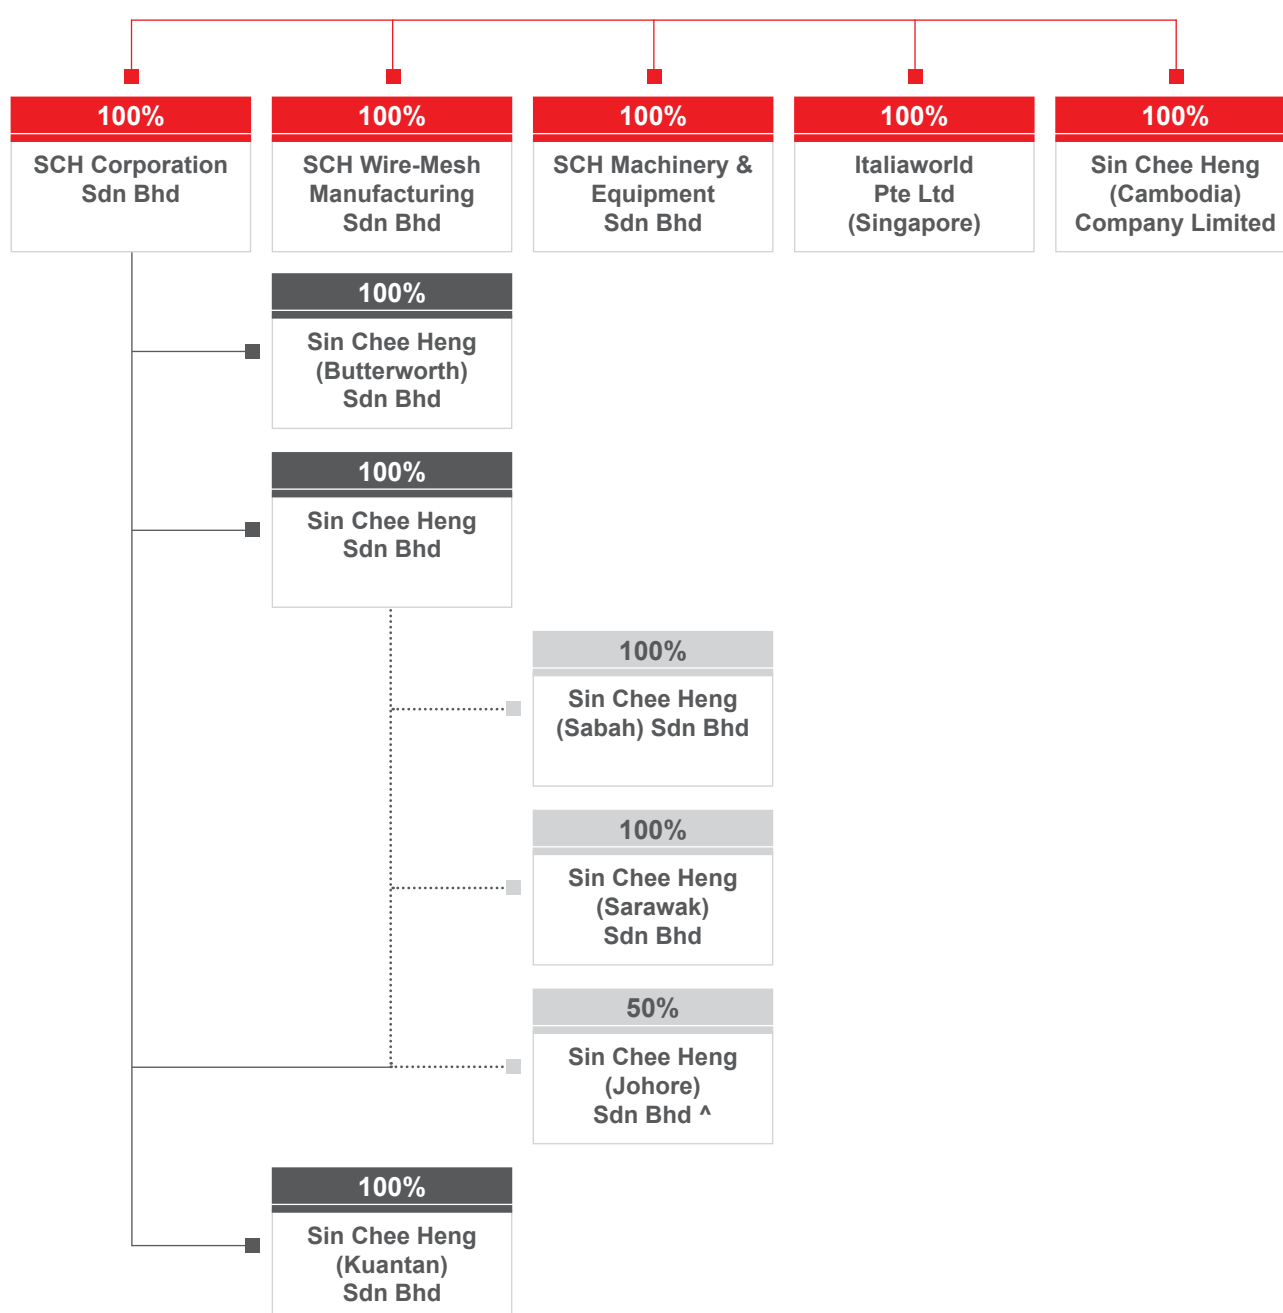 100%
SCH Corporation
Sdn Bhd
100%
SCH Wire-Mesh
Manufacturing
Sdn Bhd
100%
SCH Machinery &
Equipment
Sdn Bhd
100%
Italiaworld
Pte Ltd
(Singapore)
100%
Sin Chee Heng
(Cambodia)
Company Limited
100%
Sin Chee Heng
(Butterworth)
Sdn Bhd
100%
Sin Chee Heng
Sdn Bhd
100%
Sin Chee Heng
(Sabah) Sdn Bhd
100%
Sin Chee Heng
(Sarawak)
Sdn Bhd
50%
Sin Chee Heng
(Johore)
Sdn Bhd ^
100%
Sin Chee Heng
(Kuantan)
Sdn Bhd